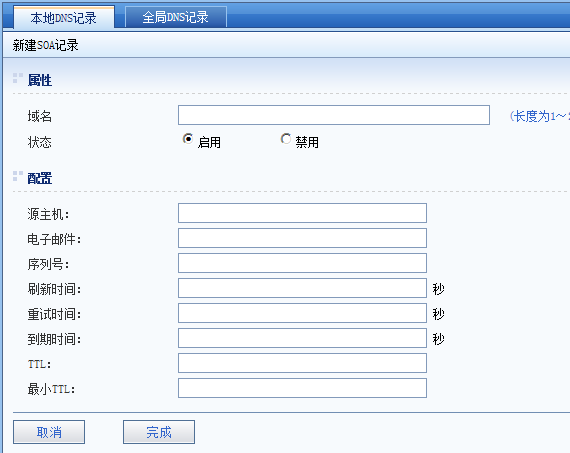 本地DNS记录 全局DNS记录
新建SOA记录
属性
域名 (长度为1～
状态 启用 禁用
配置
源主机：
电子邮件：
序列号：
刷新时间： 秒
重试时间： 秒
到期时间： 秒
TTL：
最小TTL：
取消 完成